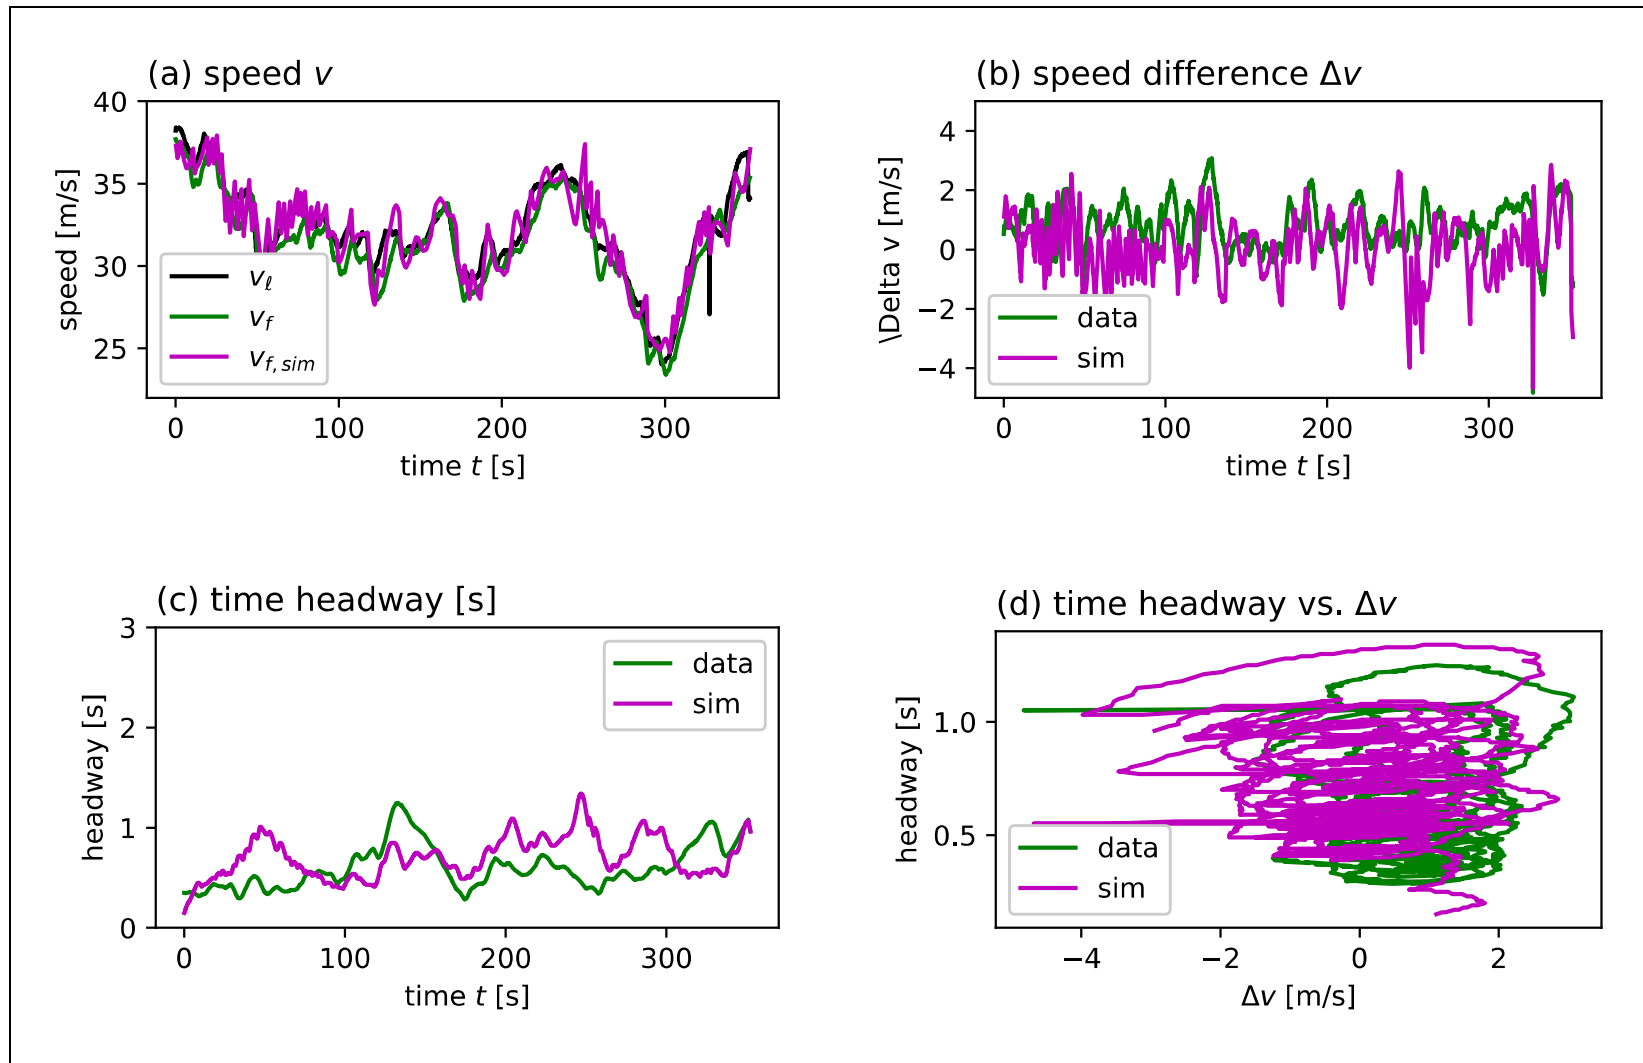 (a) speed v
40
35
30
25
speed [m/s]
v_ℓ
v_f
v_{f,sim}
0 100 200 300
time t [s]
(b) speed difference Δv
4
2
0
−2
−4
\Delta v [m/s]
data
sim
0 100 200 300
time t [s]
(c) time headway [s]
3
2
1
0
headway [s]
data
sim
0 100 200 300
time t [s]
(d) time headway vs. Δv
1.0
0.5
headway [s]
data
sim
−4 −2 0 2
Δv [m/s]